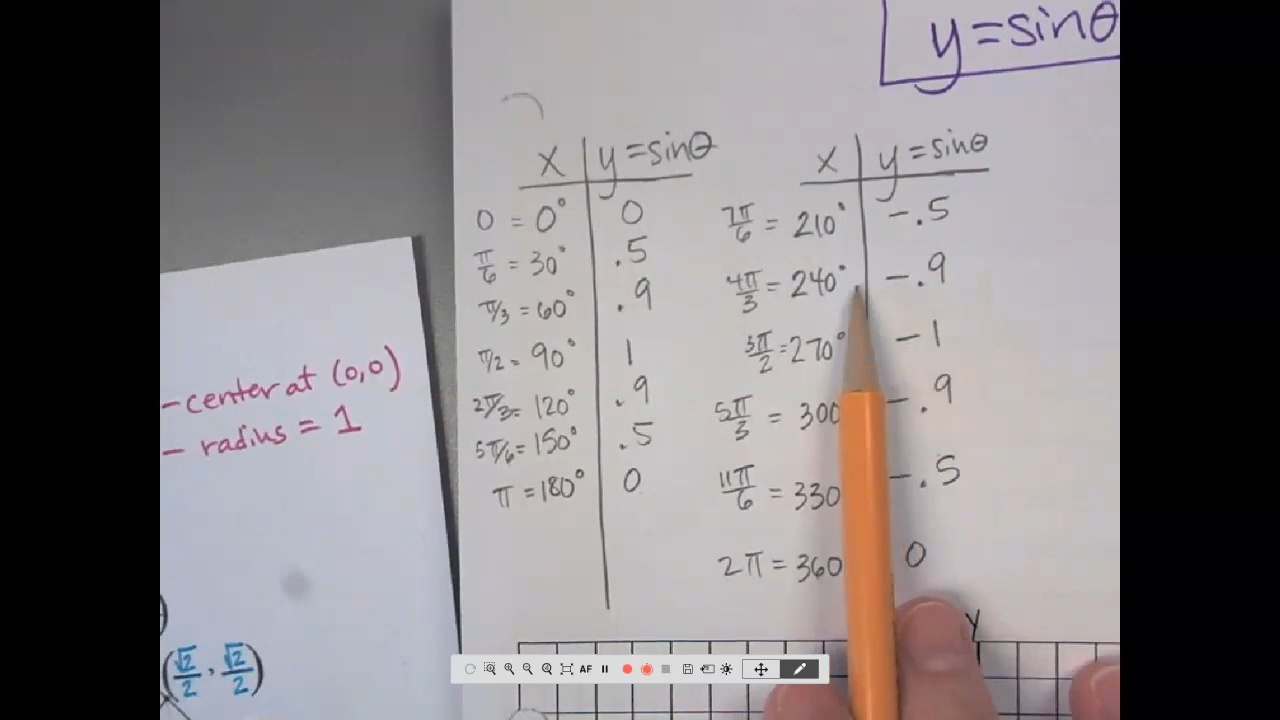 y=sinθ
x y=sinθ
0 = 0° 0
π/6 = 30° .5
π/3 = 60° .9
π/2 = 90° 1
2π/3 = 120° .9
5π/6 = 150° .5
π = 180° 0
x y=sinθ
7π/6 = 210° -.5
4π/3 = 240° -.9
3π/2 = 270° -1
5π/3 = 300 -.9
11π/6 = 330 -.5
2π = 360 0
- center at (0,0)
- radius = 1
(√2/2, √2/2)
y
AF